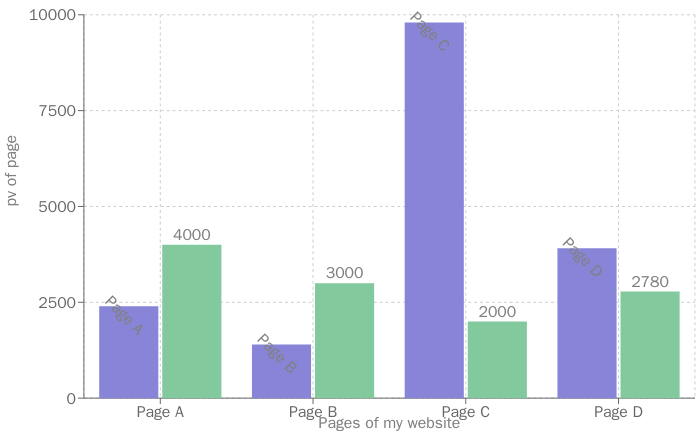 10000
7500
5000
2500
0
pv of page
Page A
4000
Page B
3000
Page C
2000
Page D
2780
Page A
Page B
Page C
Page D
Pages of my website